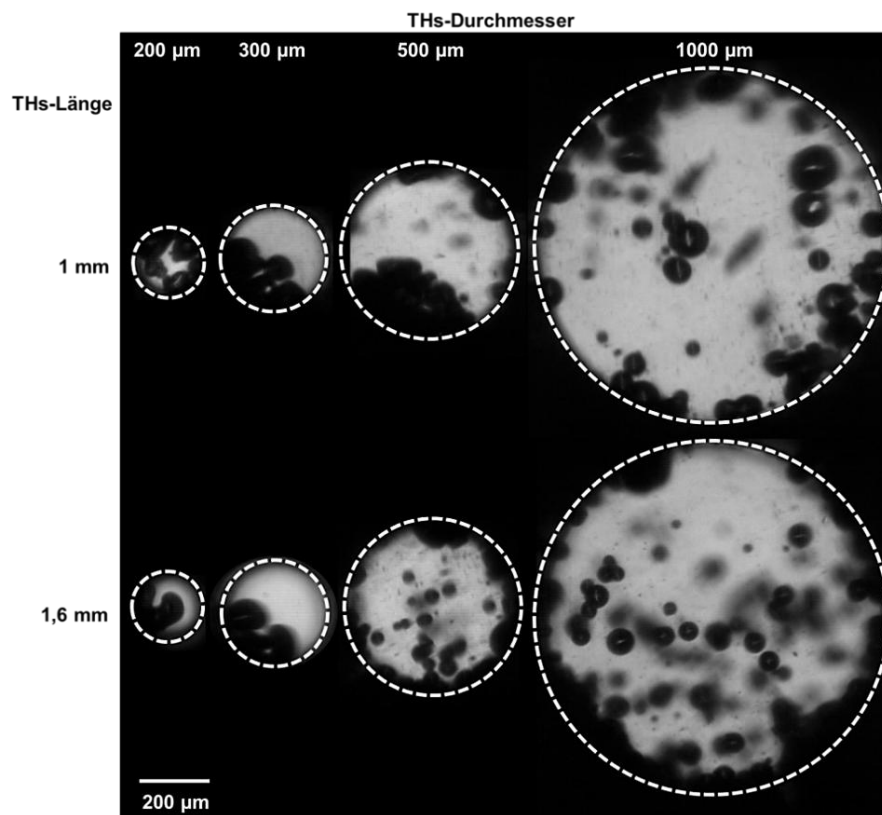 THs-Durchmesser
200 µm 300 µm 500 µm 1000 µm
THs-Länge
1 mm
1,6 mm
200 µm